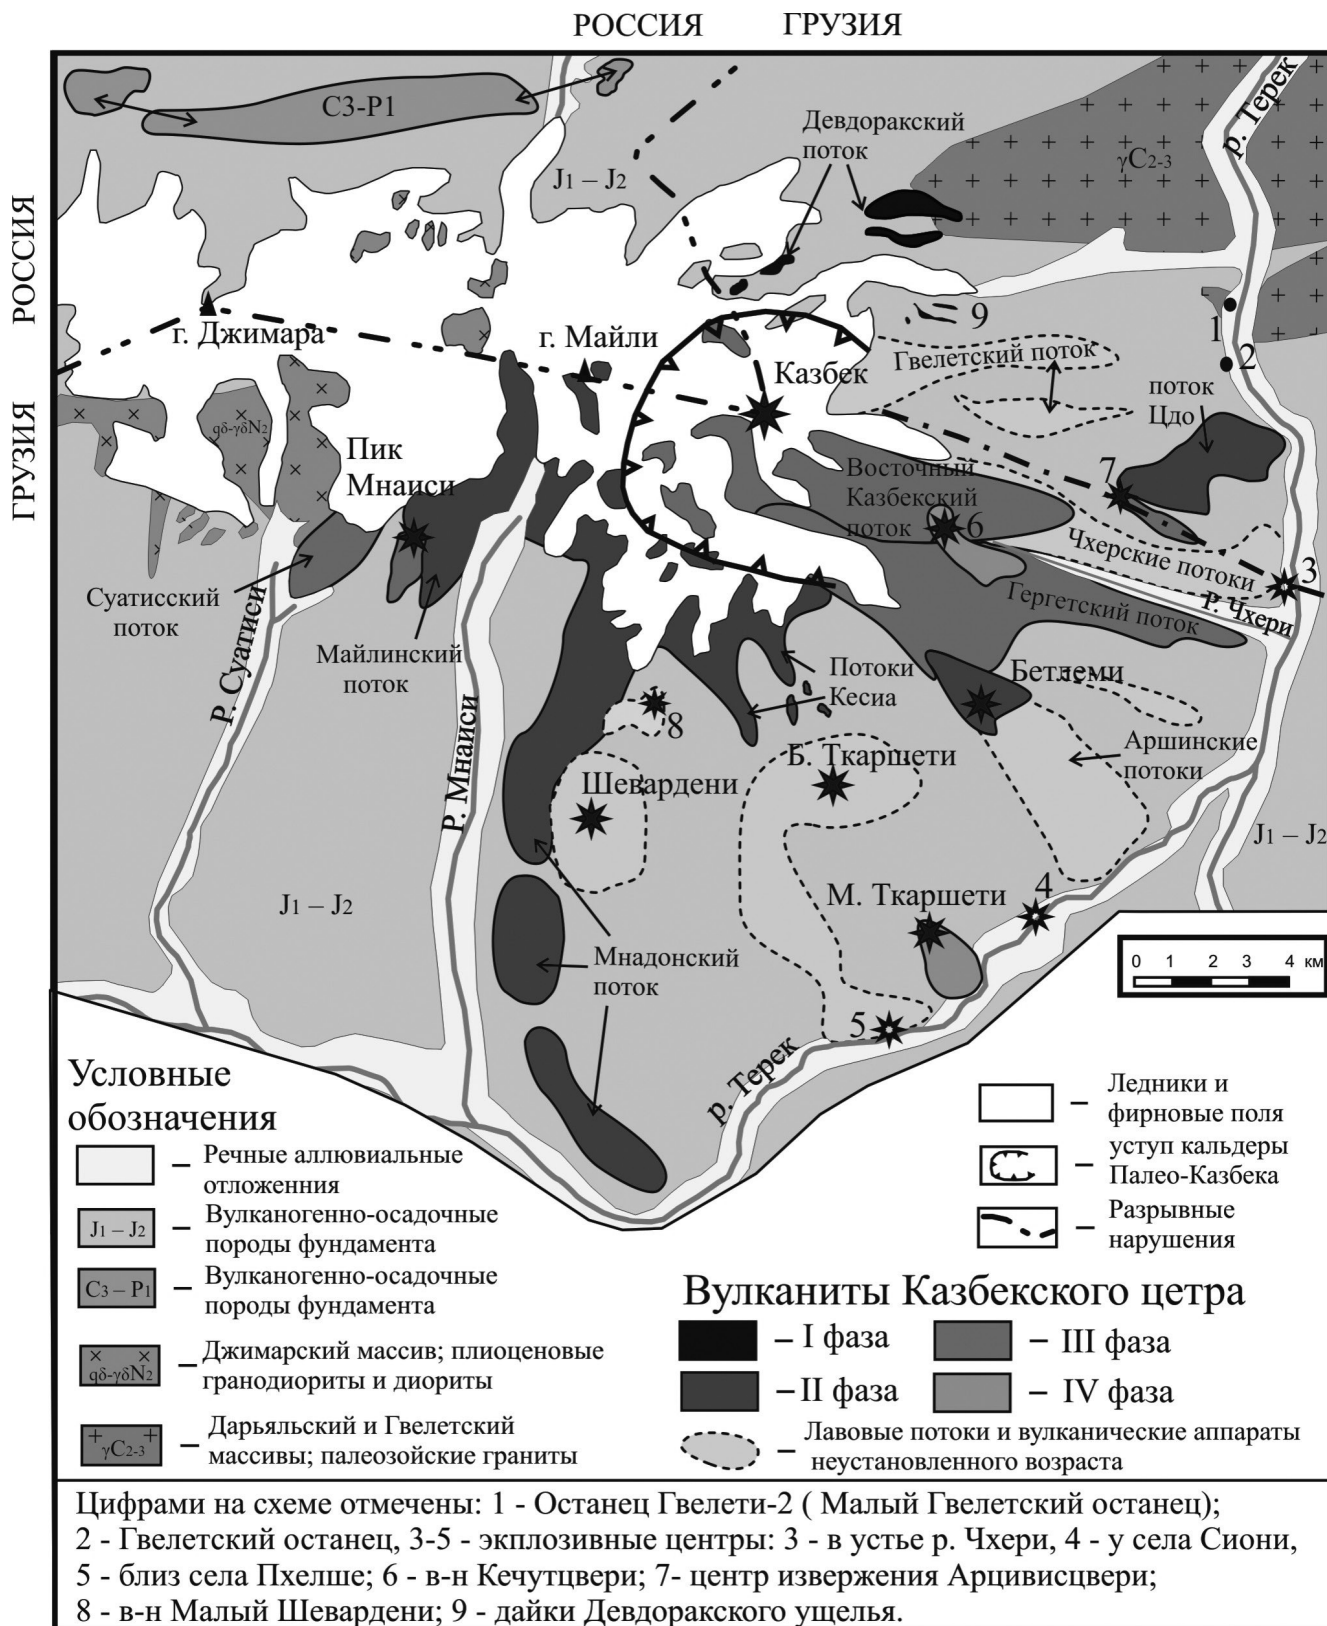 РОССИЯ ГРУЗИЯ
C3-P1
р. Терек
Девдоракский
поток
γC2-3
J1 – J2
РОССИЯ
г. Джимара
г. Майли
9
1
2
Гвелетский поток
Казбек
поток
Цдо
ГРУЗИЯ
qδ-γδN2
Пик
Мнаиси
Восточный
Казбекский
поток
7
6
Чхерские потоки
3
Р. Чхери
Суатисский
поток
Р. Суатиси
Майлинский
поток
Гергетский поток
Потоки
Кесиа
Бетлеми
8
Аршинские
потоки
Шевардени
Б. Ткаршети
Р. Мнаиси
J1 – J2
J1 – J2
4
М. Ткаршети
Мнадонский
поток
5
р. Терек
0 1 2 3 4 км
Условные
обозначения
– Речные аллювиальные
отложенния
J1 – J2 – Вулканогенно-осадочные
породы фундамента
C3 – P1 – Вулканогенно-осадочные
породы фундамента
qδ-γδN2 – Джимарский массив; плиоценовые
гранодиориты и диориты
γC2-3 – Дарьяльский и Гвелетский
массивы; палеозойские граниты
– Ледники и
фирновые поля
– уступ кальдеры
Палео-Казбека
– Разрывные
нарушения
Вулканиты Казбекского цетра
– I фаза – III фаза
– II фаза – IV фаза
– Лавовые потоки и вулканические аппараты
неустановленного возраста
Цифрами на схеме отмечены: 1 - Останец Гвелети-2 ( Малый Гвелетский останец);
2 - Гвелетский останец, 3-5 - экплозивные центры: 3 - в устье р. Чхери, 4 - у села Сиони,
5 - близ села Пхелше; 6 - в-н Кечутцвери; 7- центр извержения Арцивисцвери;
8 - в-н Малый Шевардени; 9 - дайки Девдоракского ущелья.